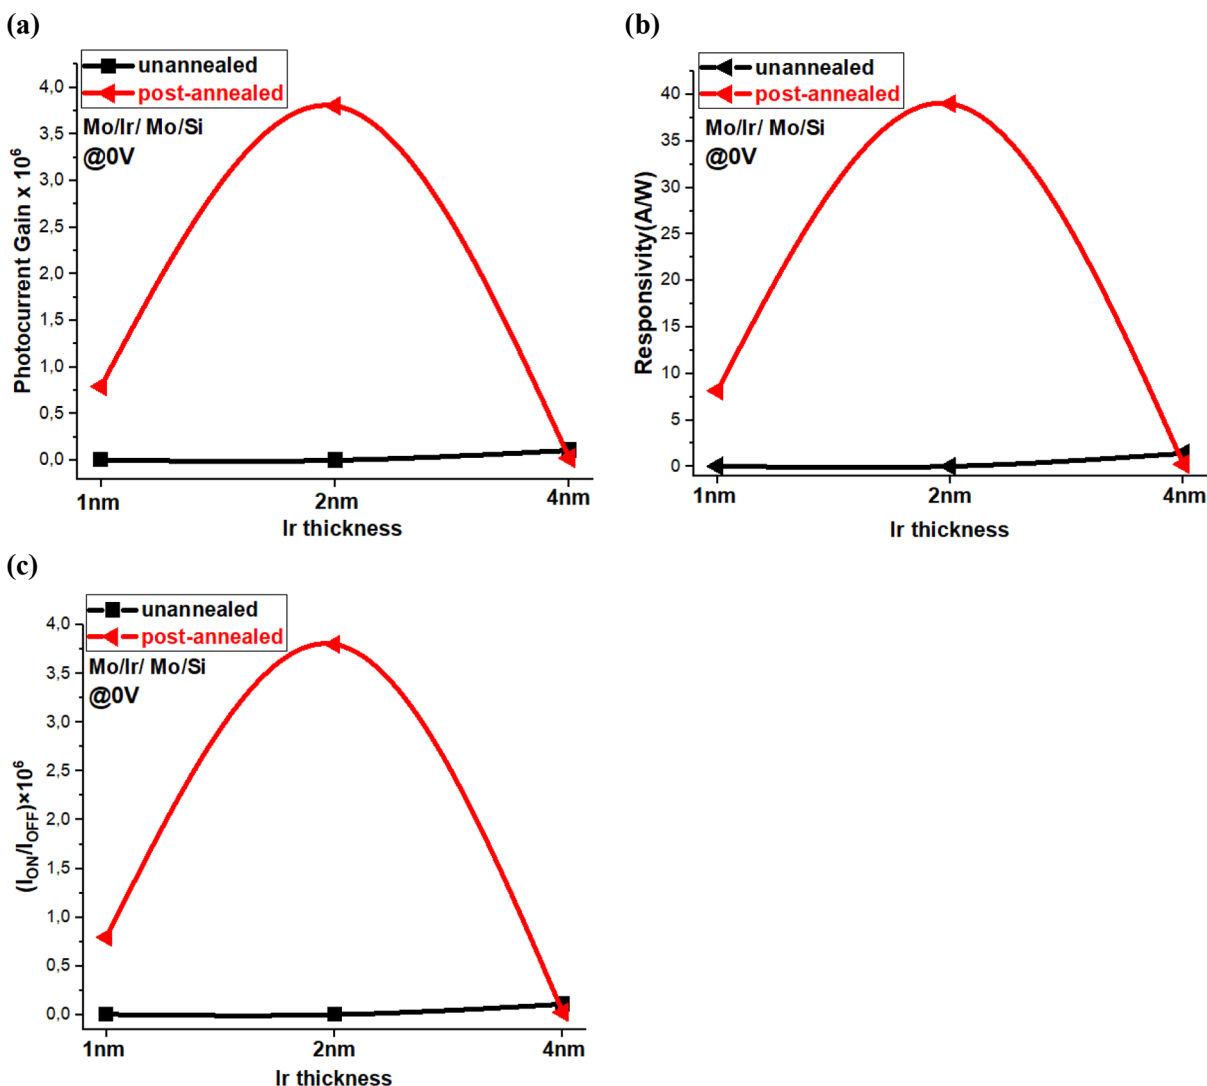 (a)
unannealed
post-annealed
Mo/Ir/ Mo/Si
@0V
Photocurrent Gain x 10⁶
4,0
3,5
3,0
2,5
2,0
1,5
1,0
0,5
0,0
1nm 2nm 4nm
Ir thickness
(b)
unannealed
post-annealed
Mo/Ir/ Mo/Si
@0V
Responsivity(A/W)
40
35
30
25
20
15
10
5
0
1nm 2nm 4nm
Ir thickness
(c)
unannealed
post-annealed
Mo/Ir/ Mo/Si
@0V
(I_ON/I_OFF)×10⁶
4,0
3,5
3,0
2,5
2,0
1,5
1,0
0,5
0,0
1nm 2nm 4nm
Ir thickness